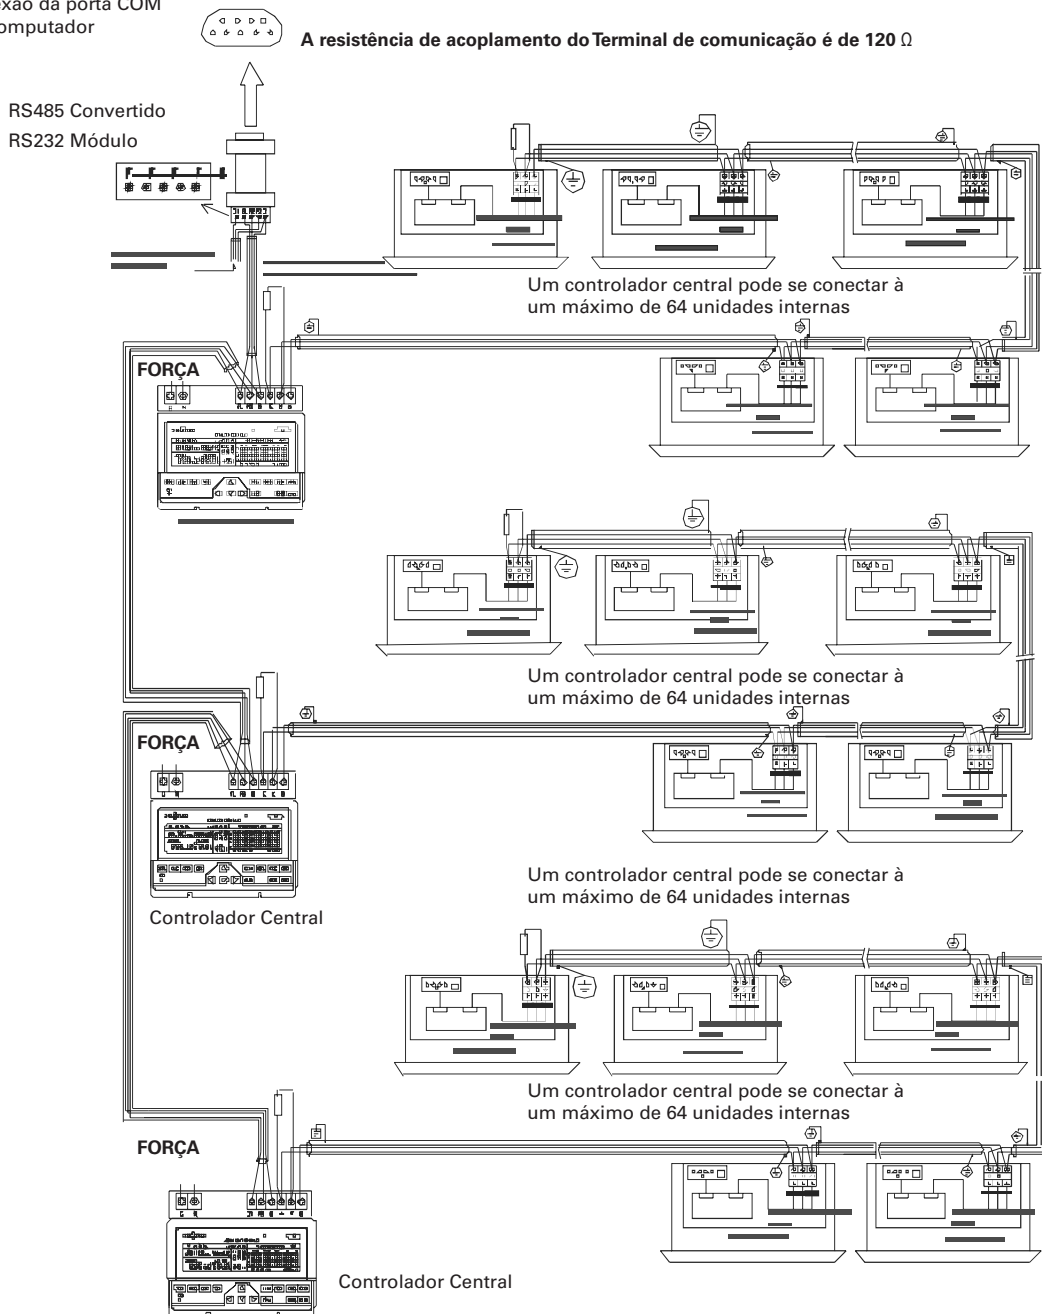 exão da porta COM
omputador
A resistência de acoplamento do Terminal de comunicação é de 120 Ω
RS485 Convertido
RS232 Módulo
Um controlador central pode se conectar à
um máximo de 64 unidades internas
FORÇA
Um controlador central pode se conectar à
um máximo de 64 unidades internas
FORÇA
Um controlador central pode se conectar à
um máximo de 64 unidades internas
Controlador Central
Um controlador central pode se conectar à
um máximo de 64 unidades internas
FORÇA
Controlador Central